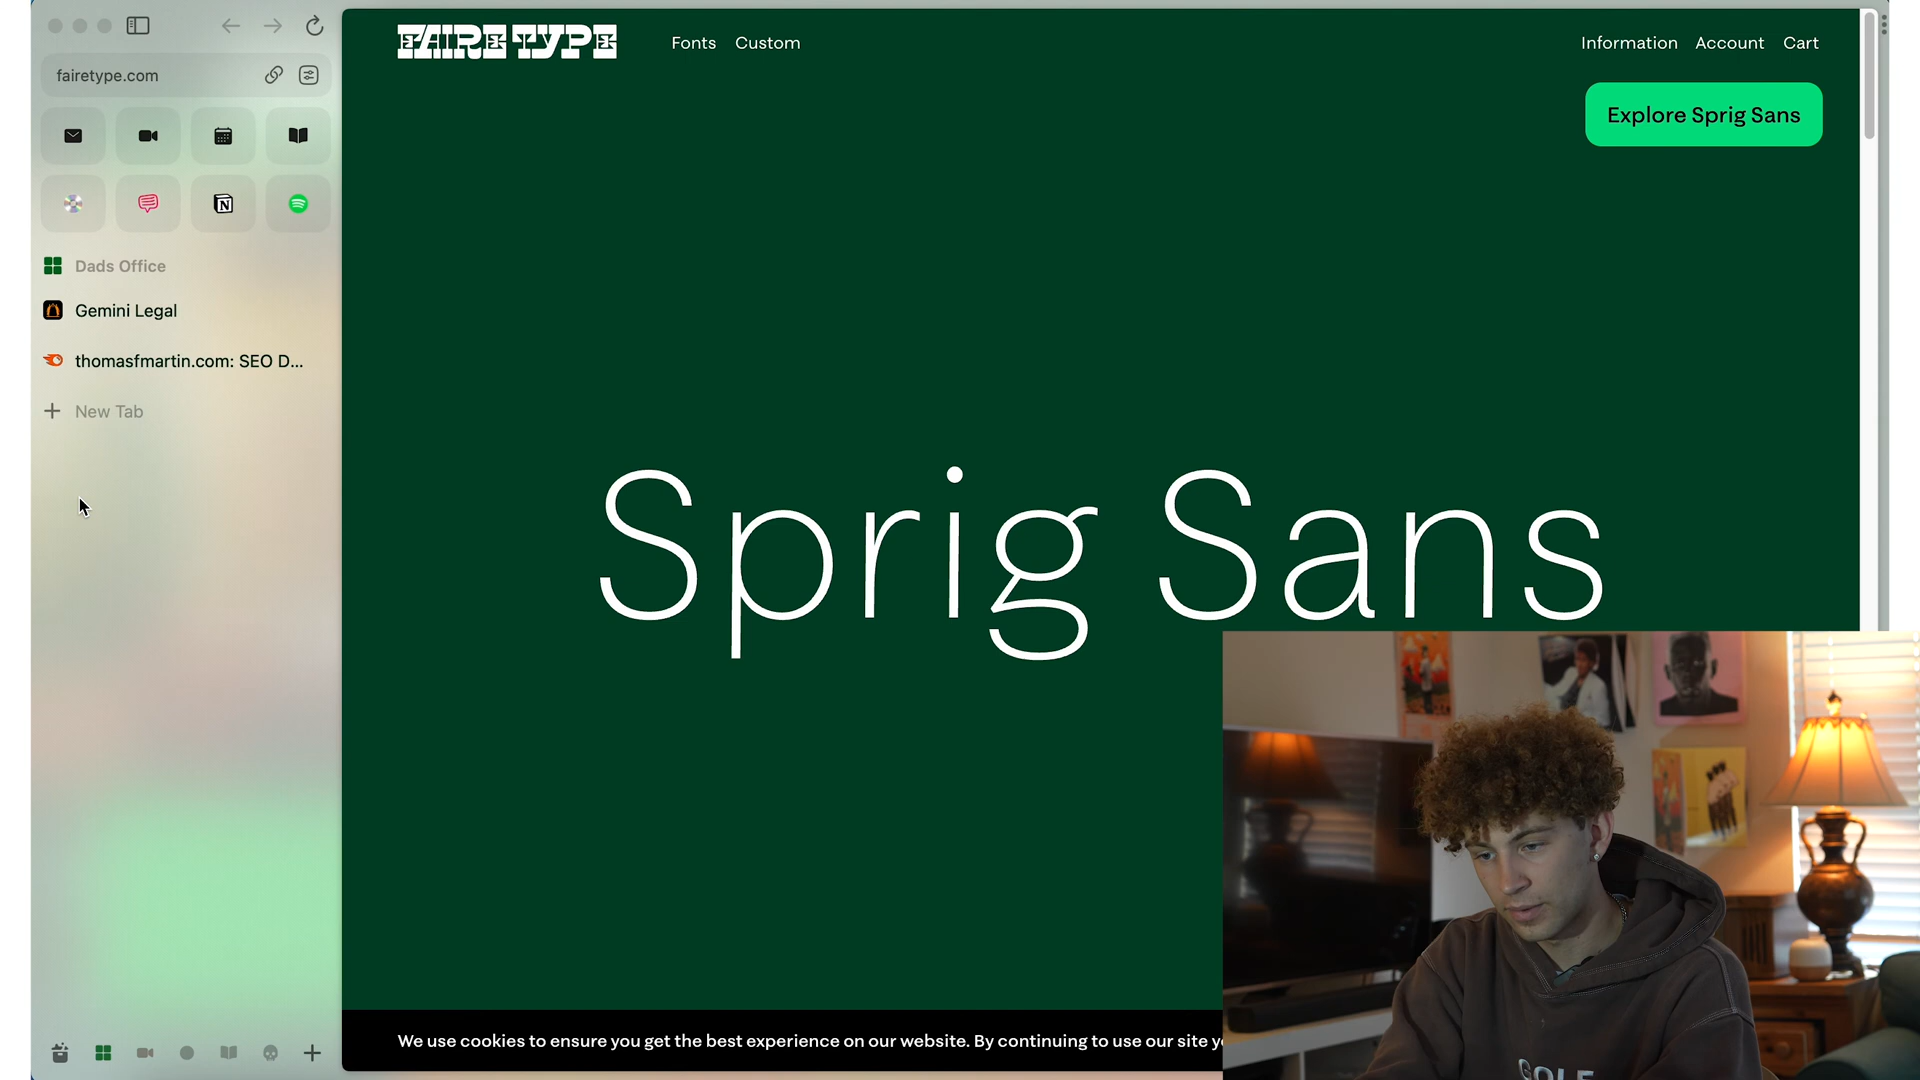 fairetype.com
Dads Office
Gemini Legal
thomasfmartin.com: SEO D...
New Tab
FAIRE TYPE
Fonts
Custom
Information
Account
Cart
Explore Sprig Sans
Sprig Sans
We use cookies to ensure you get the best experience on our website. By continuing to use our site
GOLF